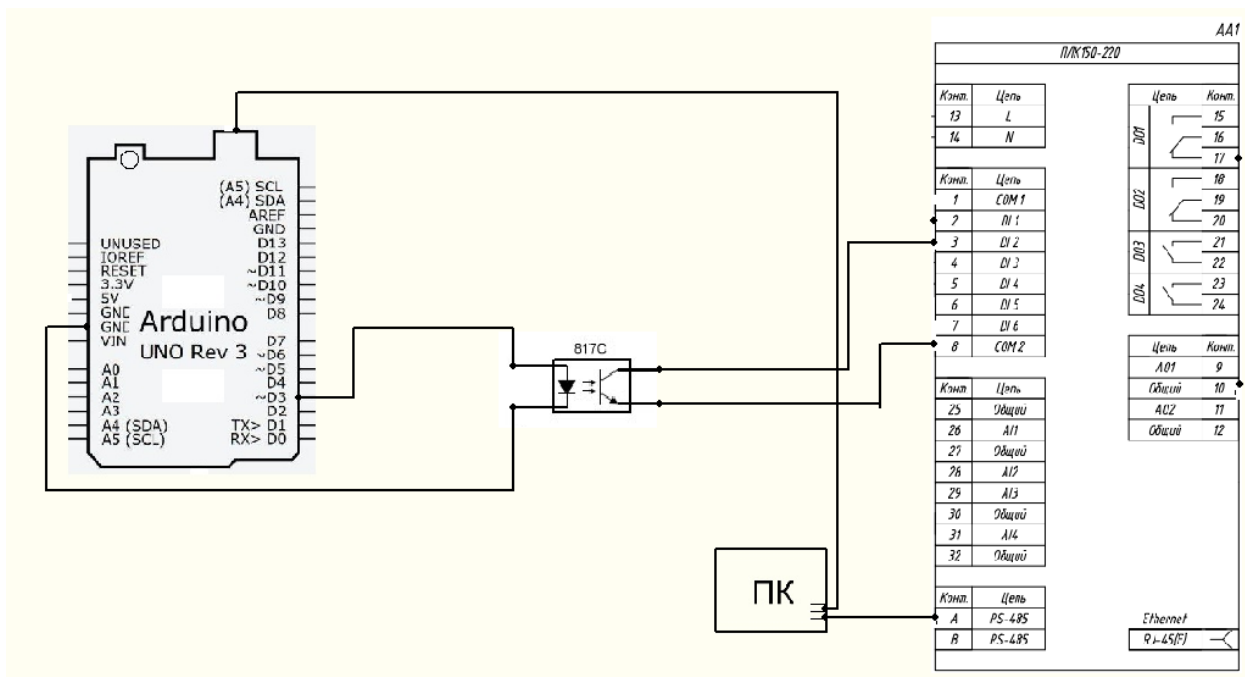 AA1
ПЛК150-220
Конт. Цепь
13 L
14 N
Конт. Цепь
1 COM 1
2 DI 1
3 DI 2
4 DI 3
5 DI 4
6 DI 5
7 DI 6
8 COM 2
Конт. Цепь
25 Общий
26 AI1
27 Общий
28 AI2
29 AI3
30 Общий
31 AI4
32 Общий
Конт. Цепь
A PS-485
B PS-485
Цепь Конт.
DO1 15
16
17
DO2 18
19
20
DO3 21
22
DO4 23
24
Цепь Конт.
AO1 9
Общий 10
AO2 11
Общий 12
Ethernet
RJ-45(F)
(A5) SCL
(A4) SDA
AREF
GND
UNUSED D13
IOREF D12
RESET ~D11
3.3V ~D10
5V ~D9
GND D8
GND
VIN D7
Arduino
UNO Rev 3
~D6
A0 ~D5
A1 D4
A2 ~D3
A3 D2
A4 (SDA) TX> D1
A5 (SCL) RX> D0
817C
ПК